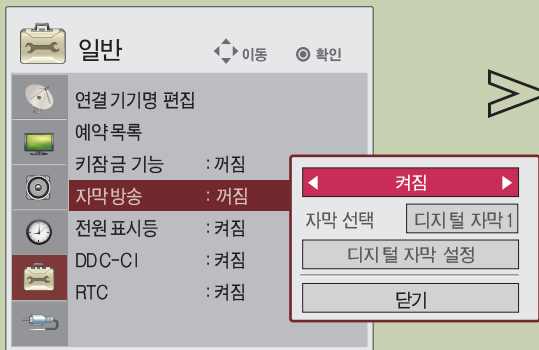 일반 이동 확인
연결기기명 편집
예약목록
키잠금 기능 : 꺼짐
자막방송 : 꺼짐
전원표시등 : 켜짐
DDC-CI : 켜짐
RTC : 켜짐
켜짐
자막 선택 디지털 자막1
디지털 자막 설정
닫기